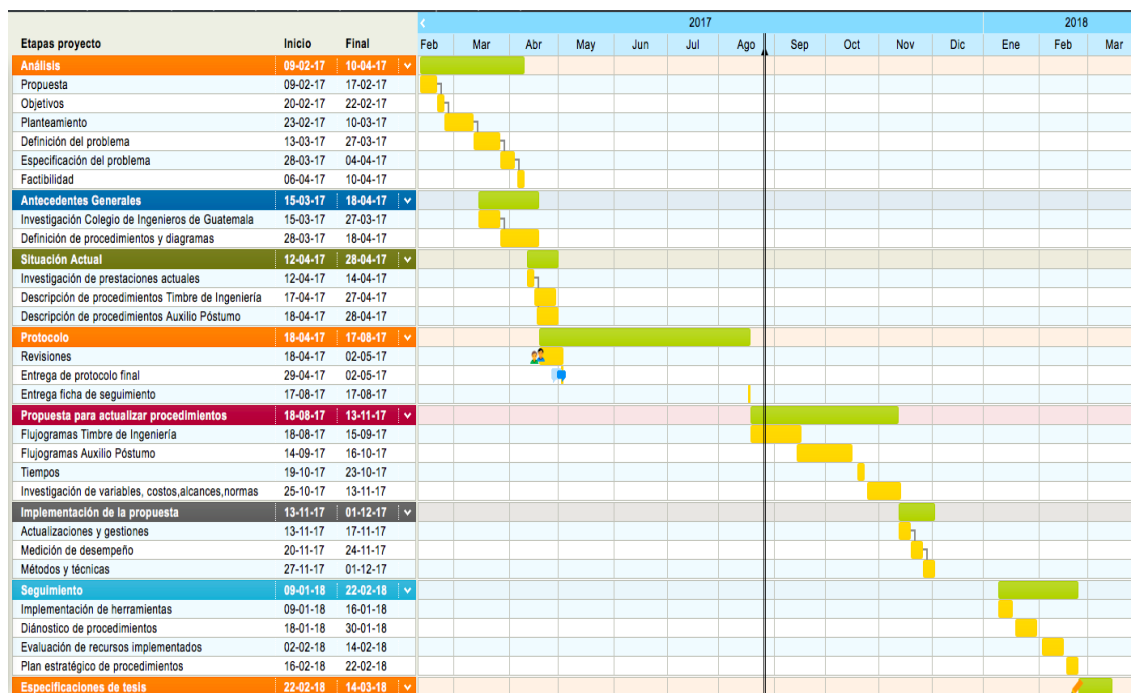 2017 2018
Etapas proyecto Inicio Final Feb Mar Abr May Jun Jul Ago Sep Oct Nov Dic Ene Feb Mar
Análisis 09-02-17 10-04-17
Propuesta 09-02-17 17-02-17
Objetivos 20-02-17 22-02-17
Planteamiento 23-02-17 10-03-17
Definición del problema 13-03-17 27-03-17
Especificación del problema 28-03-17 04-04-17
Factibilidad 06-04-17 10-04-17
Antecedentes Generales 15-03-17 18-04-17
Investigación Colegio de Ingenieros de Guatemala 15-03-17 27-03-17
Definición de procedimientos y diagramas 28-03-17 18-04-17
Situación Actual 12-04-17 28-04-17
Investigación de prestaciones actuales 12-04-17 14-04-17
Descripción de procedimientos Timbre de Ingeniería 17-04-17 27-04-17
Descripción de procedimientos Auxilio Póstumo 18-04-17 28-04-17
Protocolo 18-04-17 17-08-17
Revisiones 18-04-17 02-05-17
Entrega de protocolo final 29-04-17 02-05-17
Entrega ficha de seguimiento 17-08-17 17-08-17
Propuesta para actualizar procedimientos 18-08-17 13-11-17
Flujogramas Timbre de Ingeniería 18-08-17 15-09-17
Flujogramas Auxilio Póstumo 14-09-17 16-10-17
Tiempos 19-10-17 23-10-17
Investigación de variables, costos,alcances,normas 25-10-17 13-11-17
Implementación de la propuesta 13-11-17 01-12-17
Actualizaciones y gestiones 13-11-17 17-11-17
Medición de desempeño 20-11-17 24-11-17
Métodos y técnicas 27-11-17 01-12-17
Seguimiento 09-01-18 22-02-18
Implementación de herramientas 09-01-18 16-01-18
Diánostico de procedimientos 18-01-18 30-01-18
Evaluación de recursos implementados 02-02-18 14-02-18
Plan estratégico de procedimientos 16-02-18 22-02-18
Especificaciones de tesis 22-02-18 14-03-18